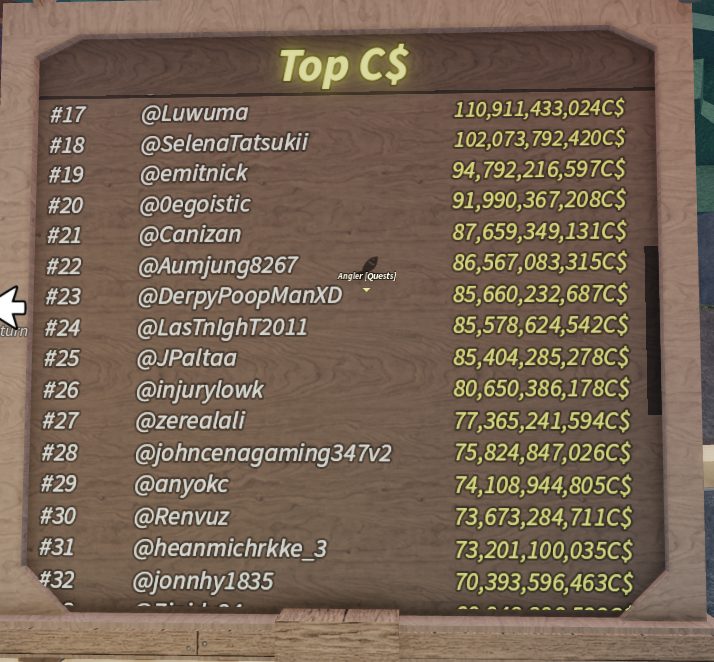 Top C$
#17 @Luwuma 110,911,433,024C$
#18 @SelenaTatsukii 102,073,792,420C$
#19 @emitnick 94,792,216,597C$
#20 @0egoistic 91,990,367,208C$
#21 @Canizan 87,659,349,131C$
#22 @Aumjung8267 86,567,083,315C$
Angler [Quests]
#23 @DerpyPoopManXD 85,660,232,687C$
#24 @LasTnIghT2011 85,578,624,542C$
turn
#25 @JPaltaa 85,404,285,278C$
#26 @injurylowk 80,650,386,178C$
#27 @zerealali 77,365,241,594C$
#28 @johncenagaming347v2 75,824,847,026C$
#29 @anyokc 74,108,944,805C$
#30 @Renvuz 73,673,284,711C$
#31 @heanmichrkke_3 73,201,100,035C$
#32 @jonnhy1835 70,393,596,463C$